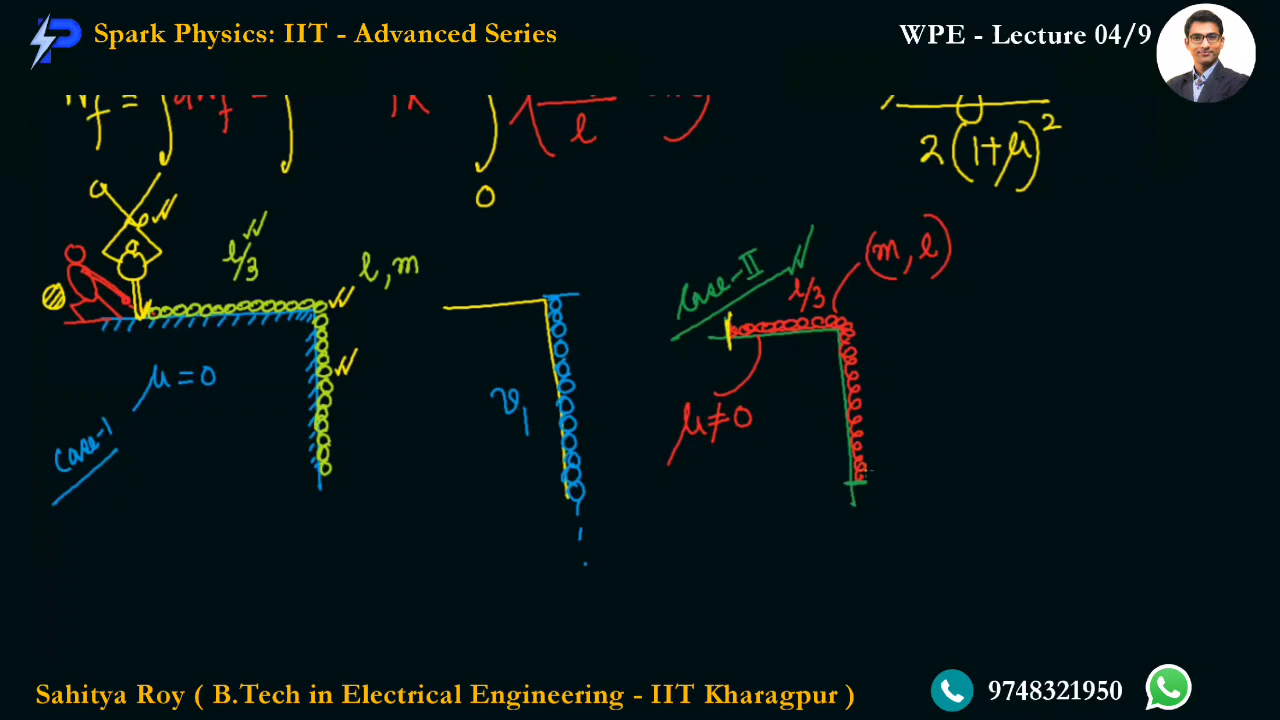 Spark Physics: IIT - Advanced Series
WPE - Lecture 04/9
l
0
2(1+μ)²
l/3
l, m
μ = 0
Case-1
v₁
Case-II
(m, l)
l/3
μ ≠ 0
Sahitya Roy ( B.Tech in Electrical Engineering - IIT Kharagpur )
9748321950